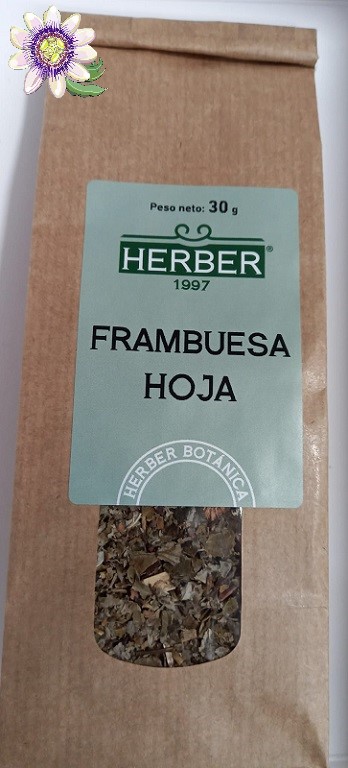 Peso neto: 30 g
HERBER®
1997
FRAMBUESA
HOJA
HERBER BOTÁNICA